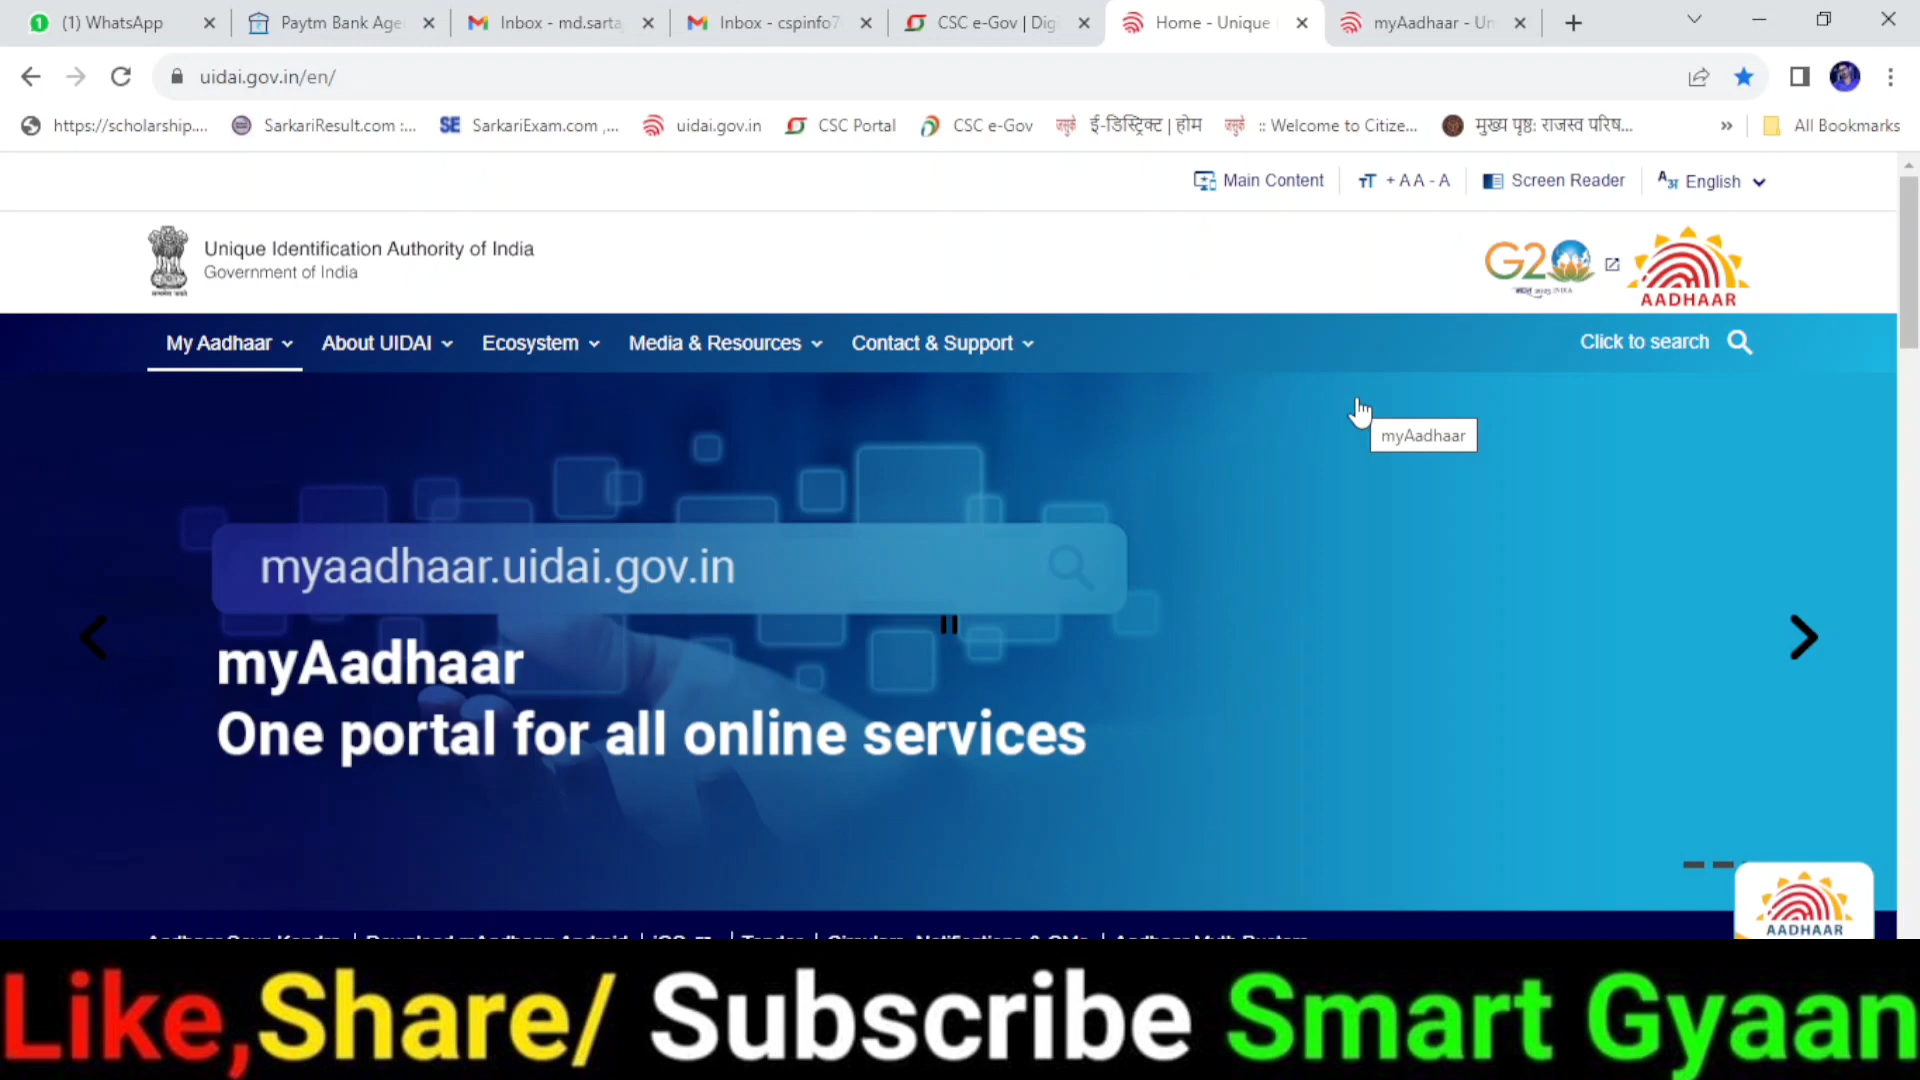 (1) WhatsApp
Paytm Bank Age
Inbox - md.sarta
Inbox - cspinfo7
CSC e-Gov | Dig
Home - Unique
myAadhaar - Un
uidai.gov.in/en/
https://scholarship....
SarkariResult.com :...
SE SarkariExam.com ,...
uidai.gov.in
CSC Portal
CSC e-Gov
ई-डिस्ट्रिक्ट | होम
:: Welcome to Citize...
मुख्य पृष्ठ: राजस्व परिष...
All Bookmarks
Main Content
+ A A - A
Screen Reader
English
Unique Identification Authority of India
Government of India
G20
AADHAAR
My Aadhaar
About UIDAI
Ecosystem
Media & Resources
Contact & Support
Click to search
myAadhaar
myaadhaar.uidai.gov.in
myAadhaar
One portal for all online services
AADHAAR
Like,Share/ Subscribe Smart Gyaan